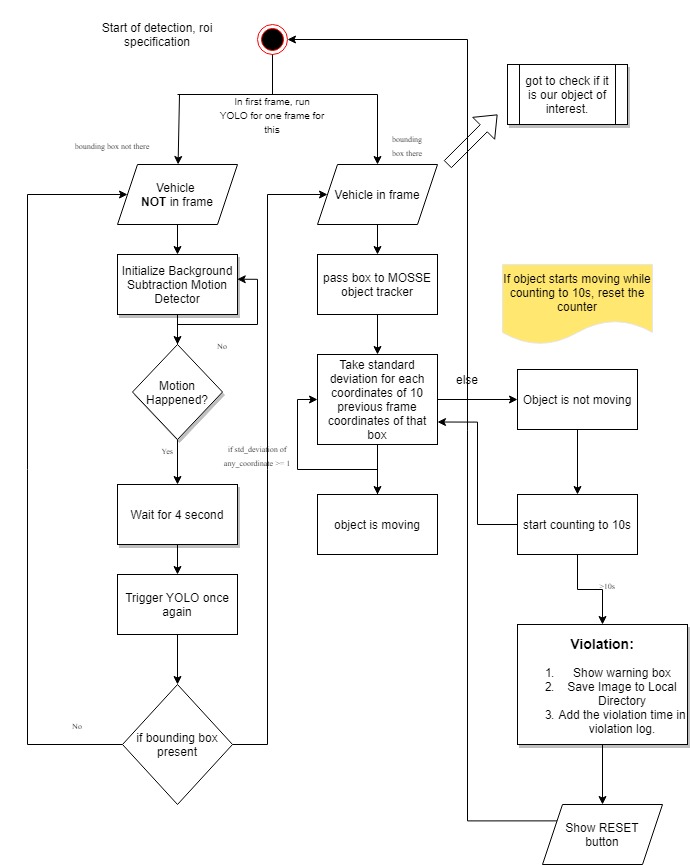 Start of detection, roi
specification
In first frame, run
YOLO for one frame for
this
bounding box not there
bounding
box there
got to check if it
is our object of
interest.
Vehicle
NOT in frame
Vehicle in frame
Initialize Background
Subtraction Motion
Detector
pass box to MOSSE
object tracker
If object starts moving while
counting to 10s, reset the
counter
No
Motion
Happened?
Take standard
deviation for each
coordinates of 10
previous frame
coordinates of that
box
else
Object is not moving
Yes
if std_deviation of
any_coordinate >= 1
Wait for 4 second
object is moving
start counting to 10s
Trigger YOLO once
again
>10s
Violation:
1. Show warning box
2. Save Image to Local
Directory
3. Add the violation time in
violation log.
No
if bounding box
present
Show RESET
button